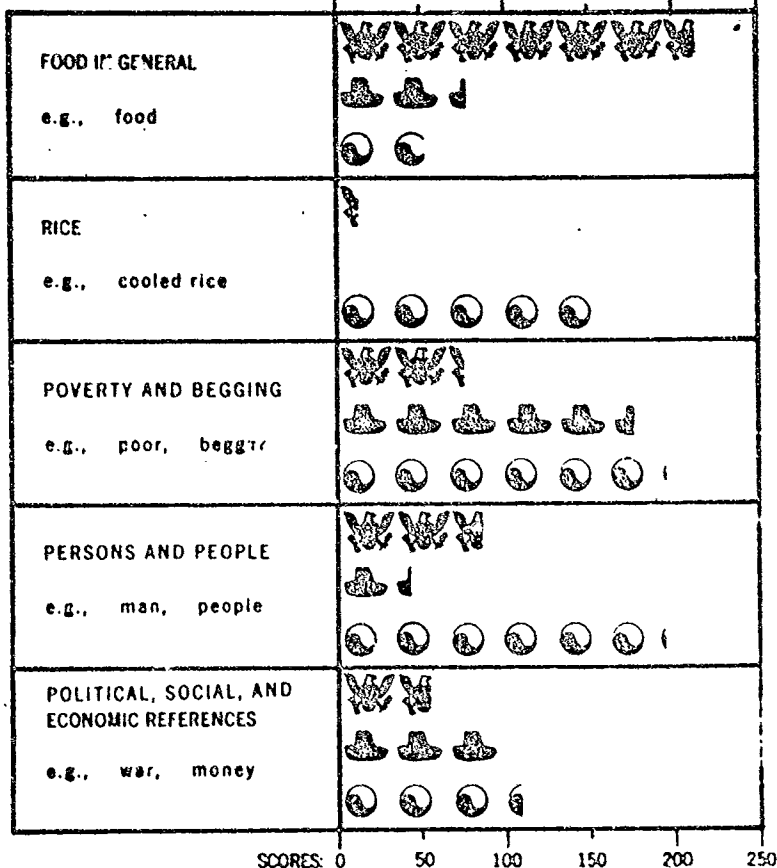 FOOD IN GENERAL
e.g., food
RICE
e.g., cooled rice
POVERTY AND BEGGING
e.g., poor, beggar
PERSONS AND PEOPLE
e.g., man, people
POLITICAL, SOCIAL, AND
ECONOMIC REFERENCES
e.g., war, money
SCORES: 0 50 100 150 200 250